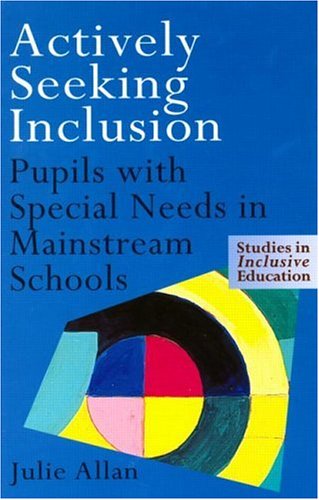 Actively
Seeking
Inclusion
Pupils with
Special Needs in
Mainstream
Schools
Studies in
Inclusive
Education
Julie Allan